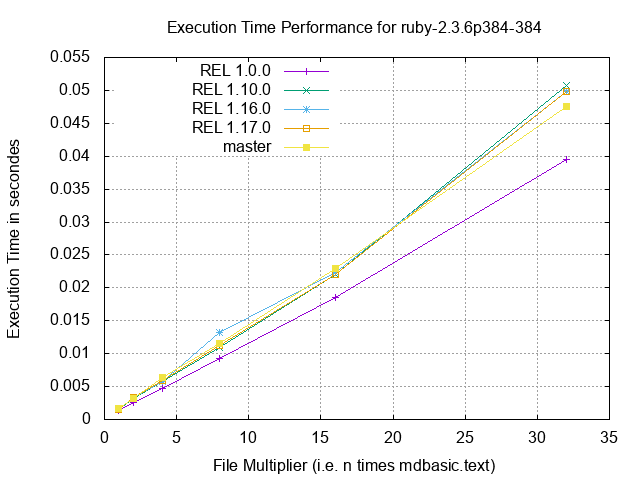 Execution Time Performance for ruby-2.3.6p384-384
REL 1.0.0
REL 1.10.0
REL 1.16.0
REL 1.17.0
master
Execution Time in secondes
0.055
0.05
0.045
0.04
0.035
0.03
0.025
0.02
0.015
0.01
0.005
0
0 5 10 15 20 25 30 35
File Multiplier (i.e. n times mdbasic.text)